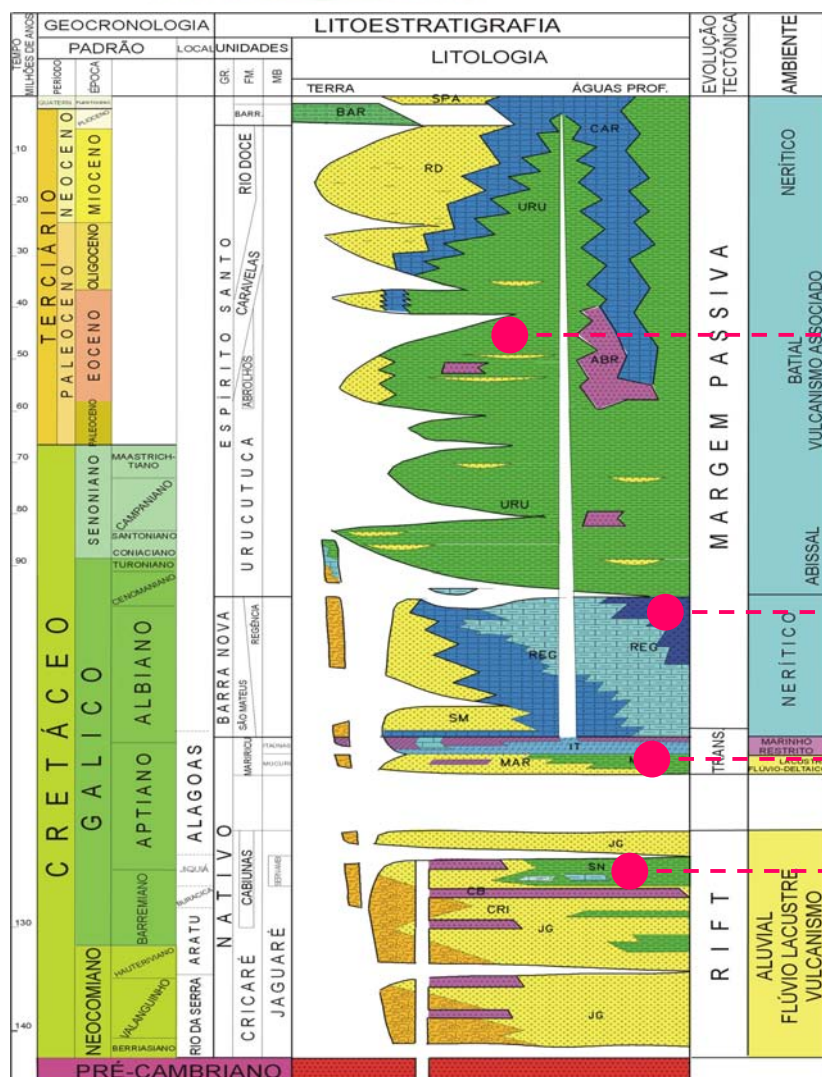 GEOCRONOLOGIA
LITOESTRATIGRAFIA
EVOLUÇÃO
TECTÔNICA
AMBIENTE
TEMPO
MILHÕES DE ANOS
PADRÃO
LOCAL
UNIDADES
LITOLOGIA
PERIODO
ÉPOCA
GR.
FM.
MB
TERRA
ÁGUAS PROF.
SPA
BAR
BARR.
CAR
PLIOCENO
10
20
30
40
50
60
70
80
90
130
140
TERCIÁRIO
NEOCENO
PALEOCENO
MIOCENO
OLIGOCENO
EOCENO
PALEOCENO
CRETÁCEO
SENONIANO
GÁLICO
NEOCOMIANO
MAASTRICH-
TIANO
CAMPANIANO
SANTONIANO
CONIACIANO
TURONIANO
CENOMANIANO
ALBIANO
APTIANO
BARREMIANO
HAUTERIVIANO
VALANGUINHO
BERRIASIANO
ALAGOAS
JIQUIÁ
BURACICA
ARATU
RIO DA SERRA
ESPÍRITO SANTO
RIO DOCE
CARAVELAS
ABROLHOS
URUCUTUCA
BARRA NOVA
REGÊNCIA
SÃO MATEUS
NATIVO
MARIRICU
ITAÚNAS
MUCURI
CABIUNAS
CRICARÉ
JAGUARÉ
RD
URU
ABR
URU
REG
REG
SM
IT
MAR
JG
SN
CB
CRI
JG
JG
MARGEM PASSIVA
TRANS.
RIFT
NERÍTICO
BATIAL
VULCANISMO ASSOCIADO
ABISSAL
NERÍTICO
MARINHO
RESTRITO
FLÚVIO-DELTAICO
ALUVIAL
FLÚVIO LACUSTRE
VULCANISMO
PRÉ-CAMBRIANO